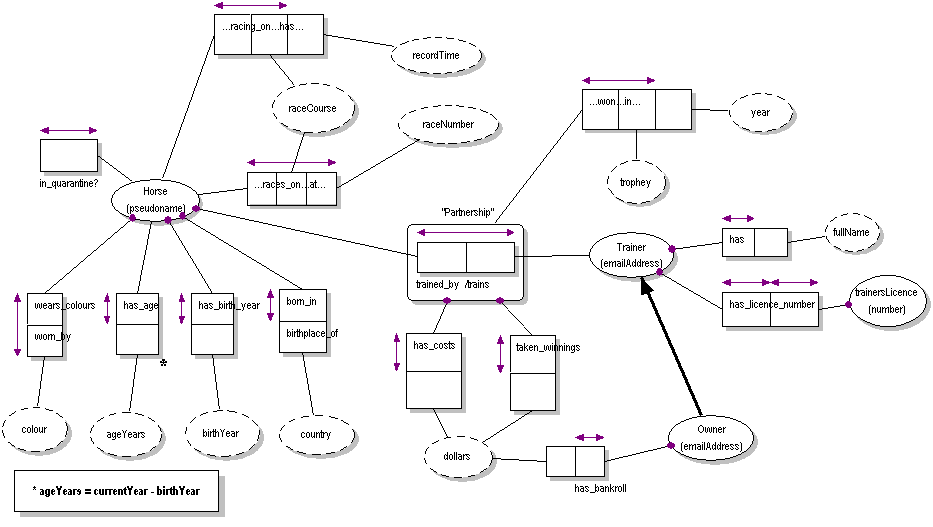 ...racing_on...has...
recordTime
...won...in...
raceCourse
year
raceNumber
in_quarantine?
...races_on...at...
trophey
Horse
(pseudoname)
"Partnership"
has
fullName
Trainer
(emailAddress)
trained_by /trains
trainersLicence
(number)
has_licence_number
wears_colours
has_age
has_birth_year
born_in
worn_by
birthplace_of
has_costs
taken_winnings
*
colour
ageYears
birthYear
country
dollars
Owner
(emailAddress)
has_bankroll
* ageYears = currentYear - birthYear